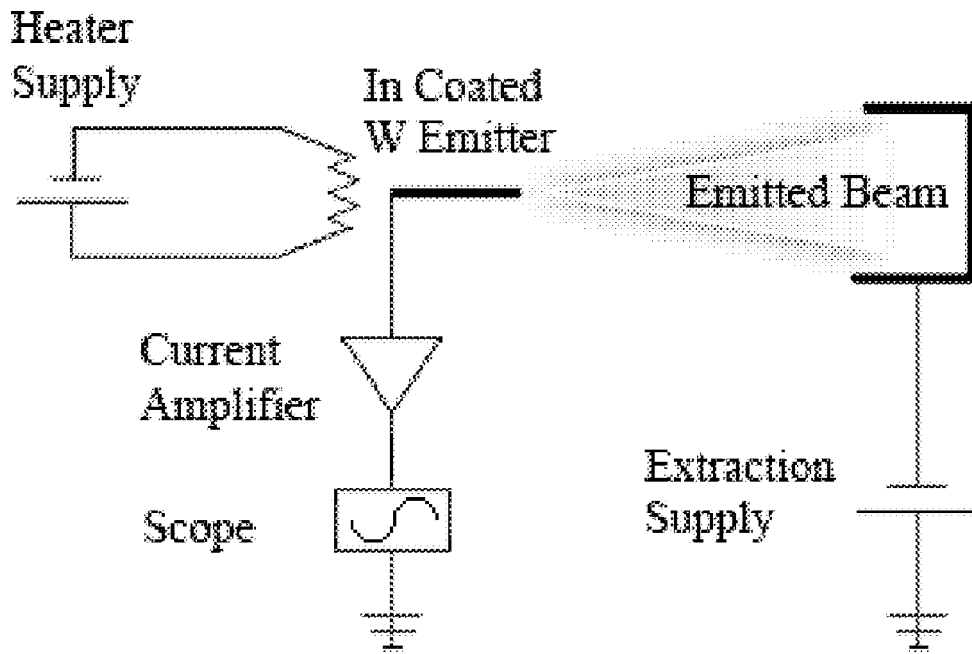 Heater
Supply
In Coated
W Emitter
Emitted Beam
Current
Amplifier
Extraction
Supply
Scope